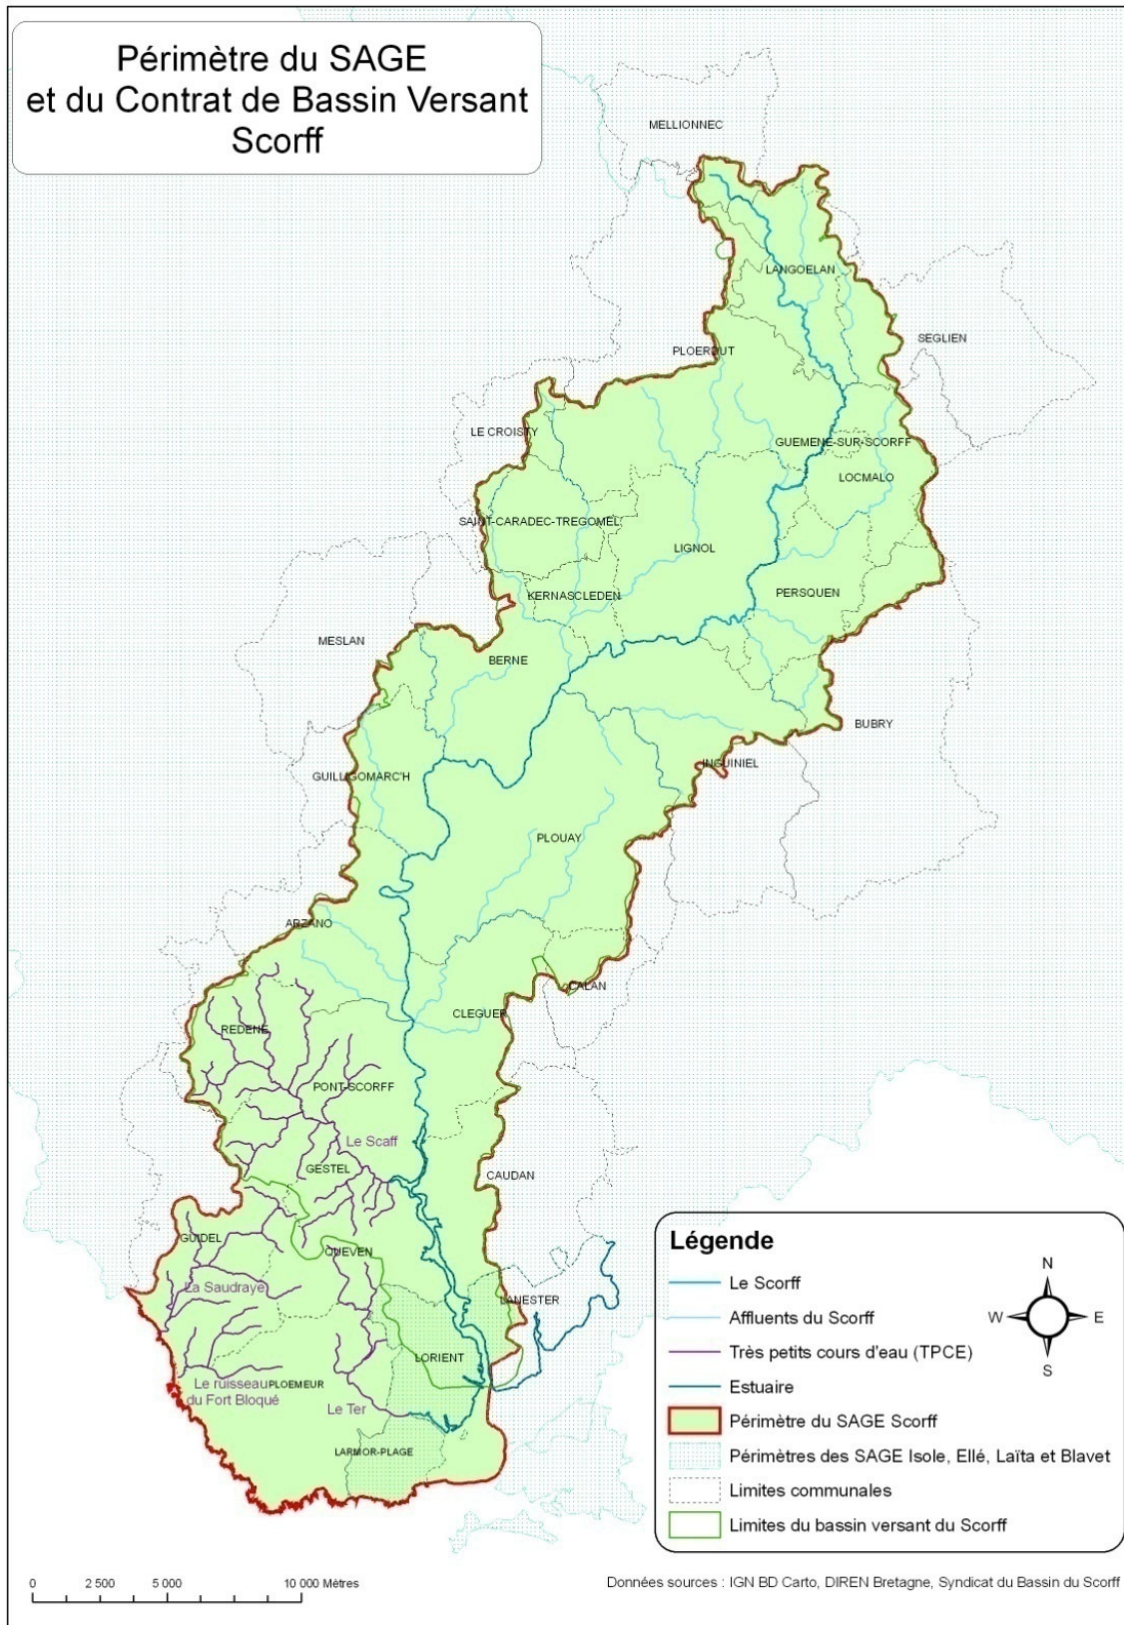 Périmètre du SAGE
et du Contrat de Bassin Versant
Scorff
MELLIONNEC
LANGOELAN
SEGLIEN
PLOERDUT
LE CROISTY
GUEMENE-SUR-SCORFF
LOCMALO
SAINT-CARADEC-TREGOMEL
LIGNOL
KERNASCLEDEN
PERSQUEN
MESLAN
BERNE
BUBRY
INGUINIEL
GUILLIGOMARC'H
PLOUAY
ARZANO
CALAN
CLEGUER
REDENE
PONT-SCORFF
Le Scaff
GESTEL
CAUDAN
GUIDEL
QUEVEN
La Saudraye
LANESTER
LORIENT
Le ruisseau
du Fort Bloqué
PLOEMEUR
Le Ter
LARMOR-PLAGE
Légende
Le Scorff
Affluents du Scorff
Très petits cours d'eau (TPCE)
Estuaire
Périmètre du SAGE Scorff
Périmètres des SAGE Isole, Ellé, Laïta et Blavet
Limites communales
Limites du bassin versant du Scorff
N
W
E
S
0 2 500 5 000 10 000 Mètres
Données sources : IGN BD Carto, DIREN Bretagne, Syndicat du Bassin du Scorff